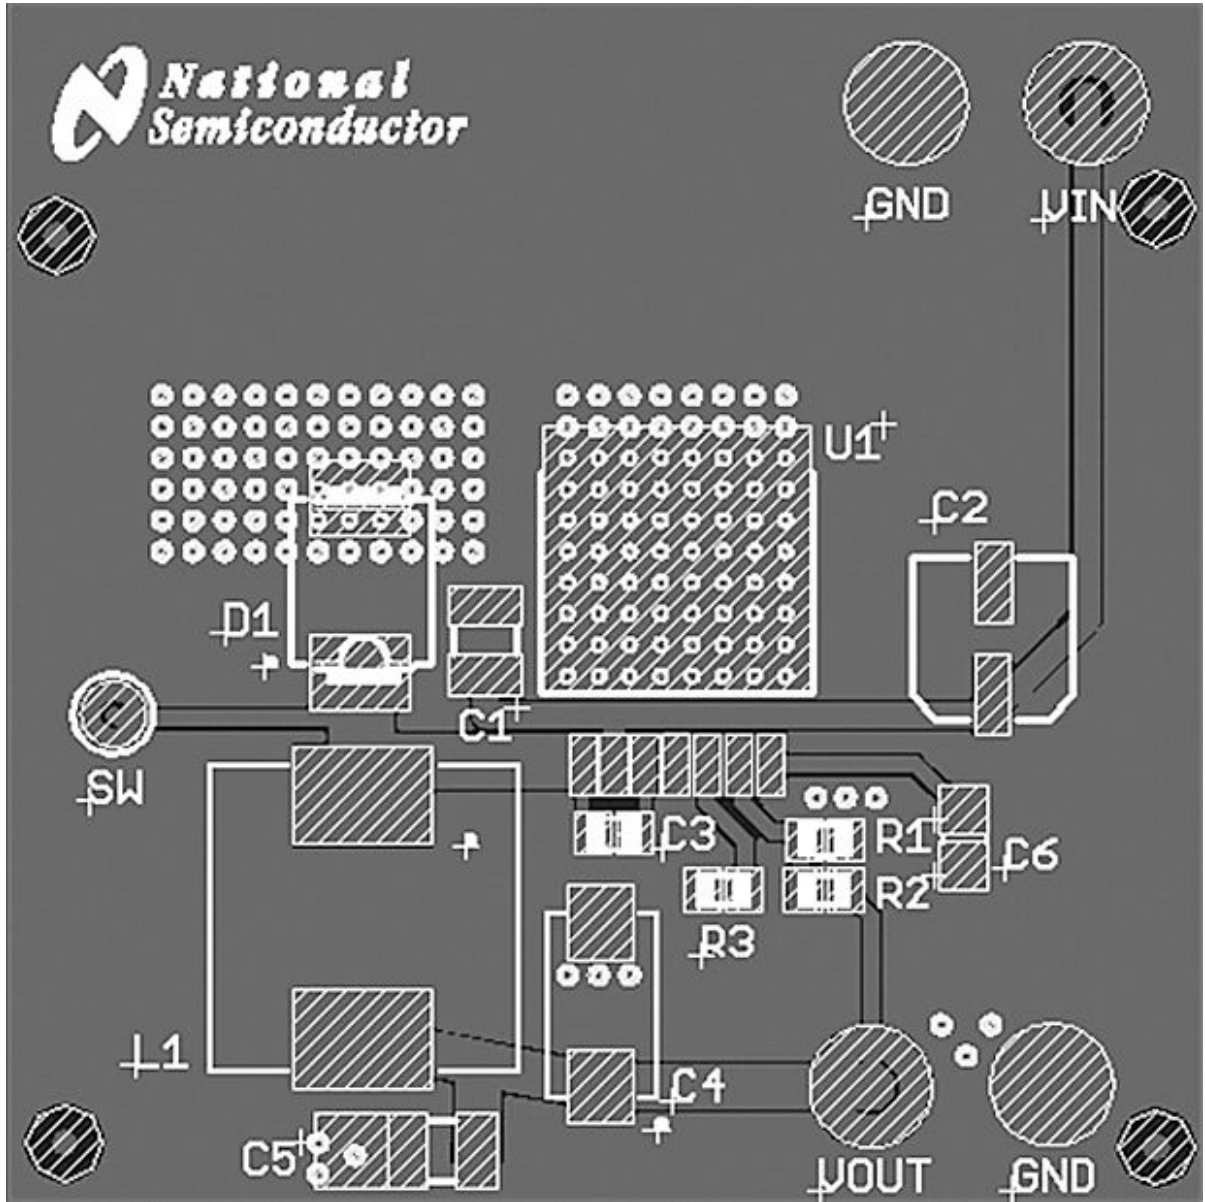 National
Semiconductor
GND
VIN
U1
C2
D1
C1
SW
C3
R1
C6
R2
R3
L1
C4
C5
VOUT
GND